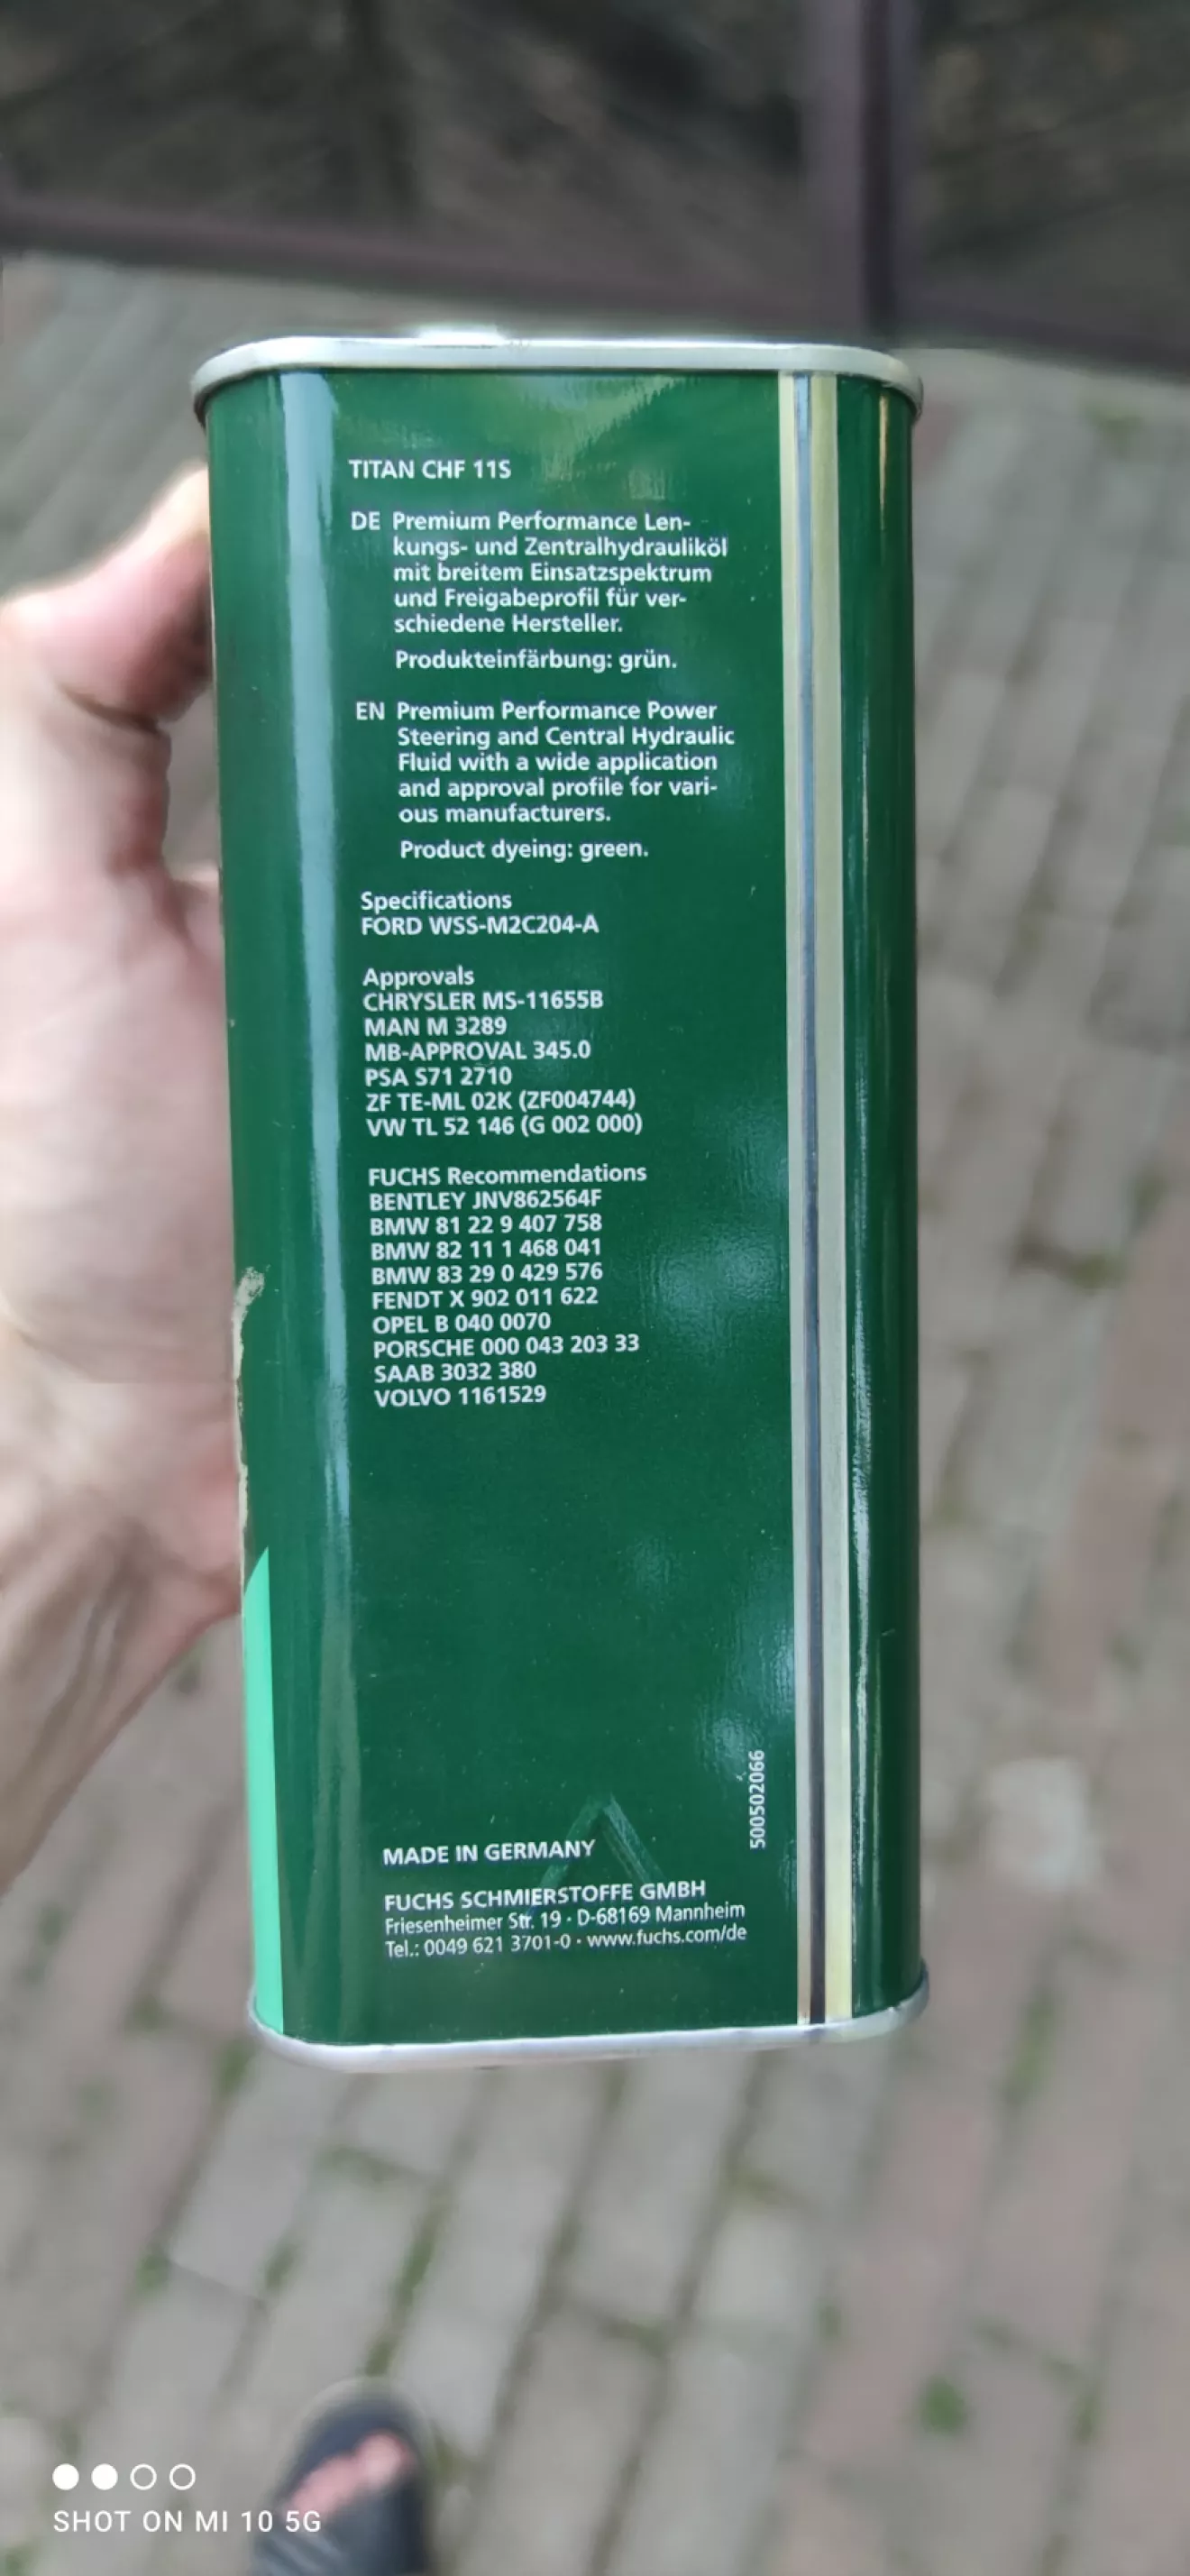 TITAN CHF 11S
DE Premium Performance Len-
kungs- und Zentralhydrauliköl
mit breitem Einsatzspektrum
und Freigabeprofil für ver-
schiedene Hersteller.
Produkteinfärbung: grün.
EN Premium Performance Power
Steering and Central Hydraulic
Fluid with a wide application
and approval profile for vari-
ous manufacturers.
Product dyeing: green.
Specifications
FORD WSS-M2C204-A
Approvals
CHRYSLER MS-11655B
MAN M 3289
MB-APPROVAL 345.0
PSA S71 2710
ZF TE-ML 02K (ZF004744)
VW TL 52 146 (G 002 000)
FUCHS Recommendations
BENTLEY JNV862564F
BMW 81 22 9 407 758
BMW 82 11 1 468 041
BMW 83 29 0 429 576
FENDT X 902 011 622
OPEL B 040 0070
PORSCHE 000 043 203 33
SAAB 3032 380
VOLVO 1161529
500502066
MADE IN GERMANY
FUCHS SCHMIERSTOFFE GMBH
Friesenheimer Str. 19 · D-68169 Mannheim
Tel.: 0049 621 3701-0 · www.fuchs.com/de
SHOT ON MI 10 5G